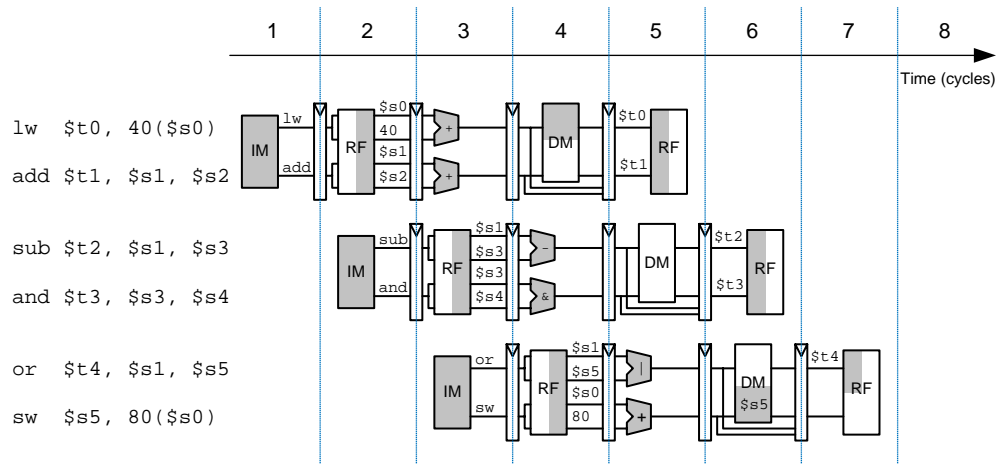 1 2 3 4 5 6 7 8
Time (cycles)
lw $t0, 40($s0)
add $t1, $s1, $s2
IM
lw
add
RF
$s0
40
$s1
$s2
+
+
DM
$t0
$t1
RF
sub $t2, $s1, $s3
and $t3, $s3, $s4
IM
sub
and
RF
$s1
$s3
$s3
$s4
-
&
DM
$t2
$t3
RF
or $t4, $s1, $s5
sw $s5, 80($s0)
IM
or
sw
RF
$s1
$s5
$s0
80
|
+
DM
$s5
$t4
RF